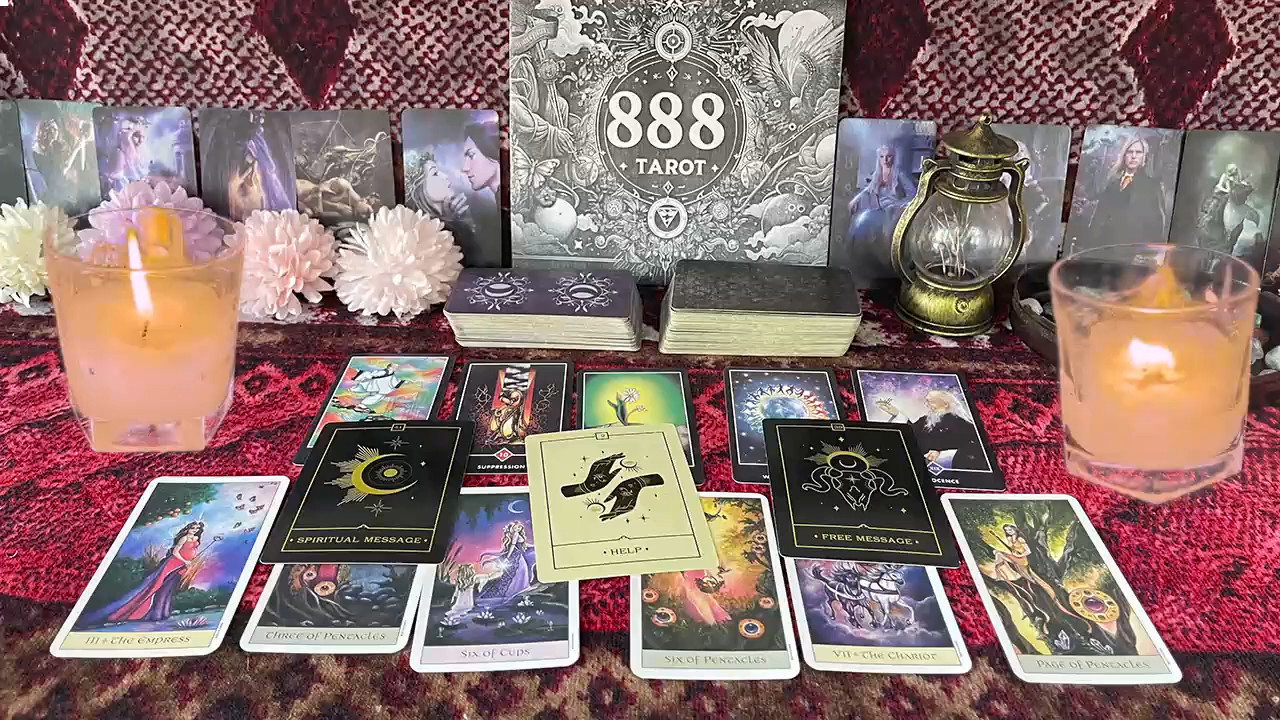 888
TAROT
SUPPRESSION
• SPIRITUAL MESSAGE •
• HELP •
• FREE MESSAGE •
III • THE EMPRESS
THREE OF PENTACLES
SIX OF CUPS
SIX OF PENTACLES
VII • THE CHARIOT
PAGE OF PENTACLES